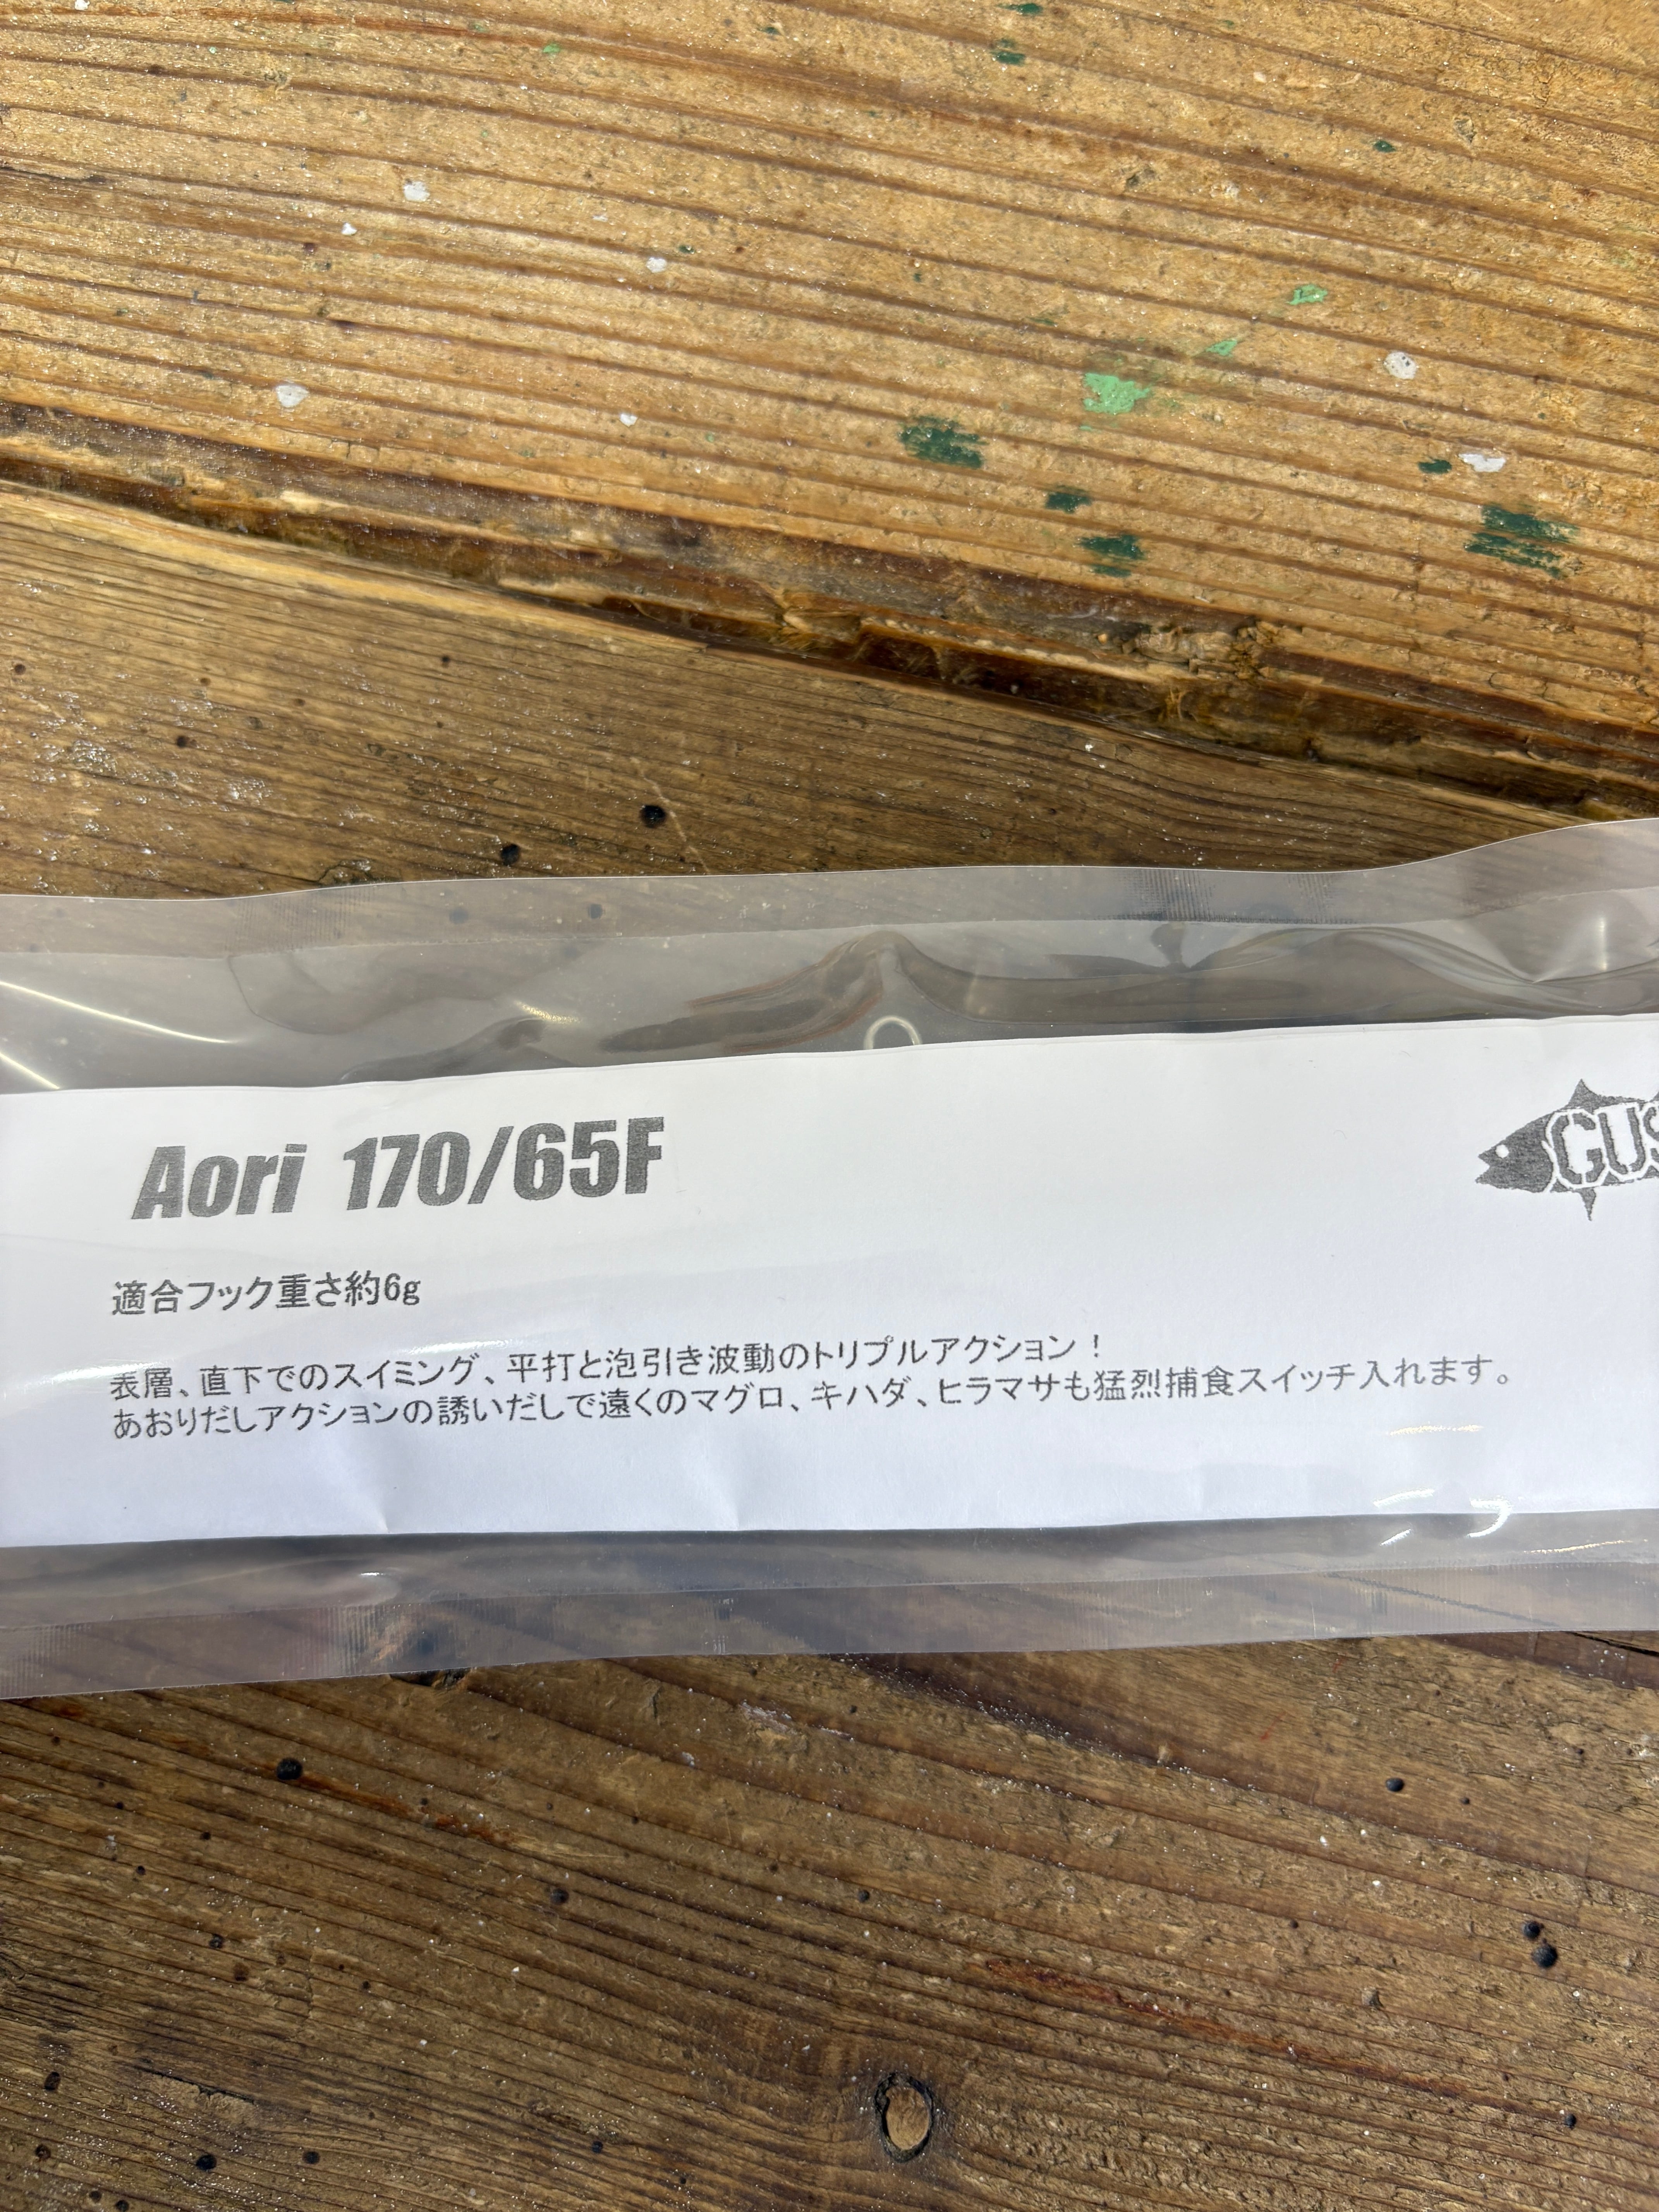 Aori 170/65F
GUS
適合フック重さ約6g
表層、直下でのスイミング、平打と泡引き波動のトリプルアクション！
あおりだしアクションの誘いだしで遠くのマグロ、キハダ、ヒラマサも猛烈捕食スイッチ入れます。